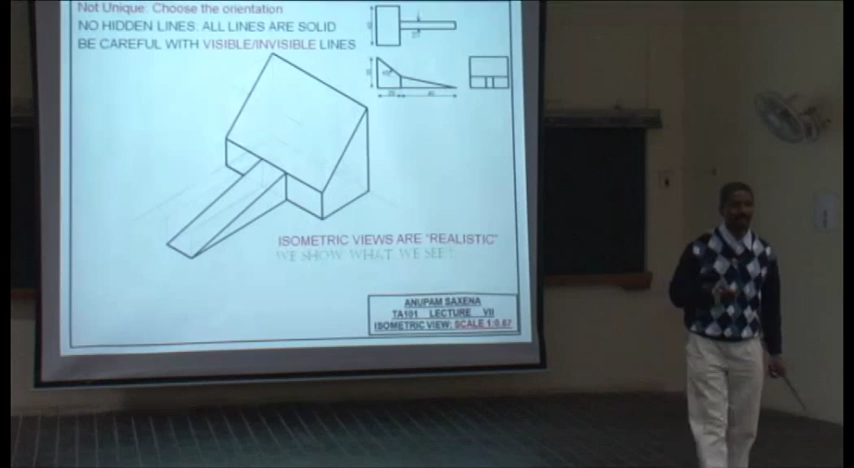 Not Unique: Choose the orientation
NO HIDDEN LINES: ALL LINES ARE SOLID
BE CAREFUL WITH VISIBLE/INVISIBLE LINES
ISOMETRIC VIEWS ARE "REALISTIC"
WE SHOW WHAT WE SEE !
ANUPAM SAXENA
TA101 LECTURE VII
ISOMETRIC VIEW: SCALE 1:0.67